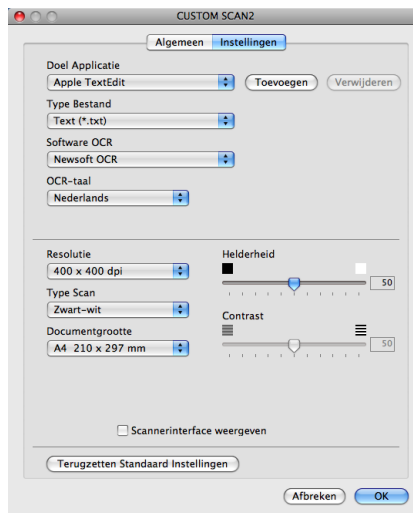 CUSTOM SCAN2
Algemeen Instellingen
Doel Applicatie
Apple TextEdit Toevoegen Verwijderen
Type Bestand
Text (*.txt)
Software OCR
Newsoft OCR
OCR-taal
Nederlands
Resolutie Helderheid
400 x 400 dpi
50
Type Scan
Zwart-wit Contrast
Documentgrootte
50
A4 210 x 297 mm
Scannerinterface weergeven
Terugzetten Standaard Instellingen
Afbreken OK